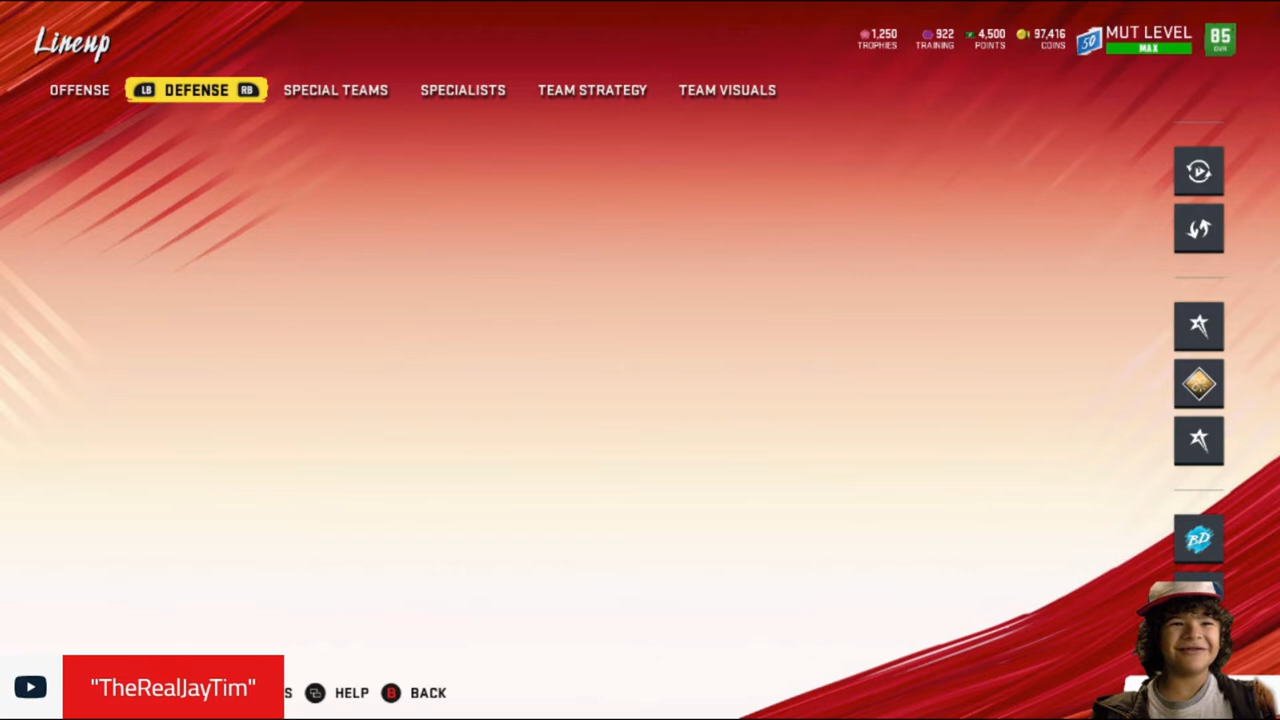 Lineup
1,250
TROPHIES
922
TRAINING
4,500
POINTS
97,416
COINS
50
MUT LEVEL
MAX
85
OVR
OFFENSE
LB DEFENSE RB
SPECIAL TEAMS
SPECIALISTS
TEAM STRATEGY
TEAM VISUALS
BD
"TheRealJayTim"
S
HELP
B BACK